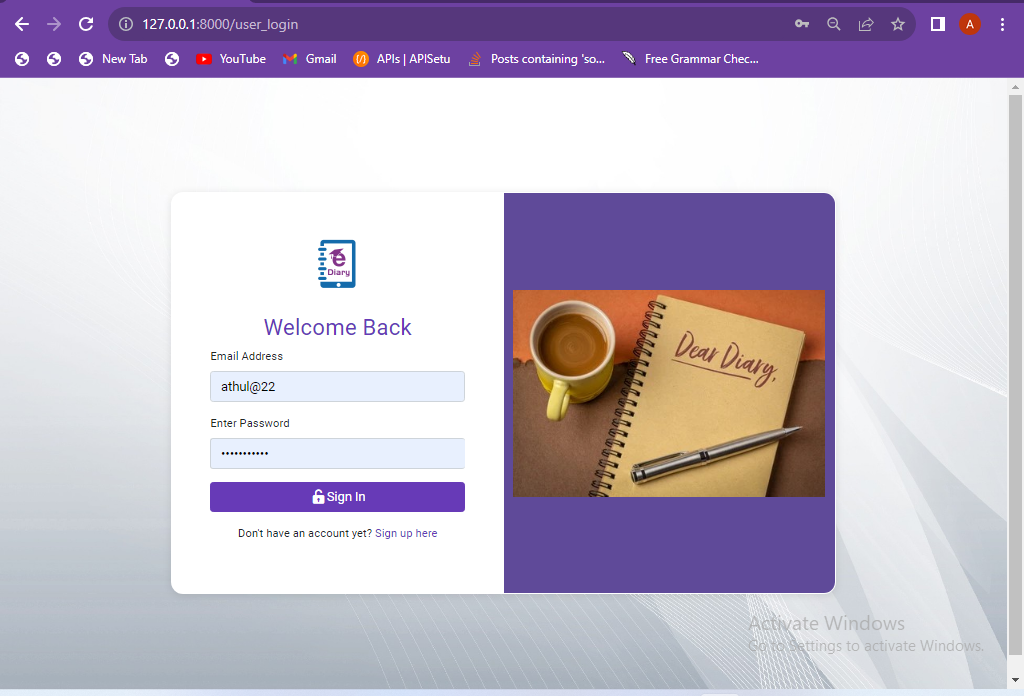 127.0.0.1:8000/user_login
A
New Tab
YouTube
Gmail
APIs | APISetu
Posts containing 'so...
Free Grammar Chec...
e
Diary
Welcome Back
Email Address
athul@22
Enter Password
•••••••••••
Sign In
Don't have an account yet? Sign up here
Dear Diary,
Activate Windows
Go to Settings to activate Windows.